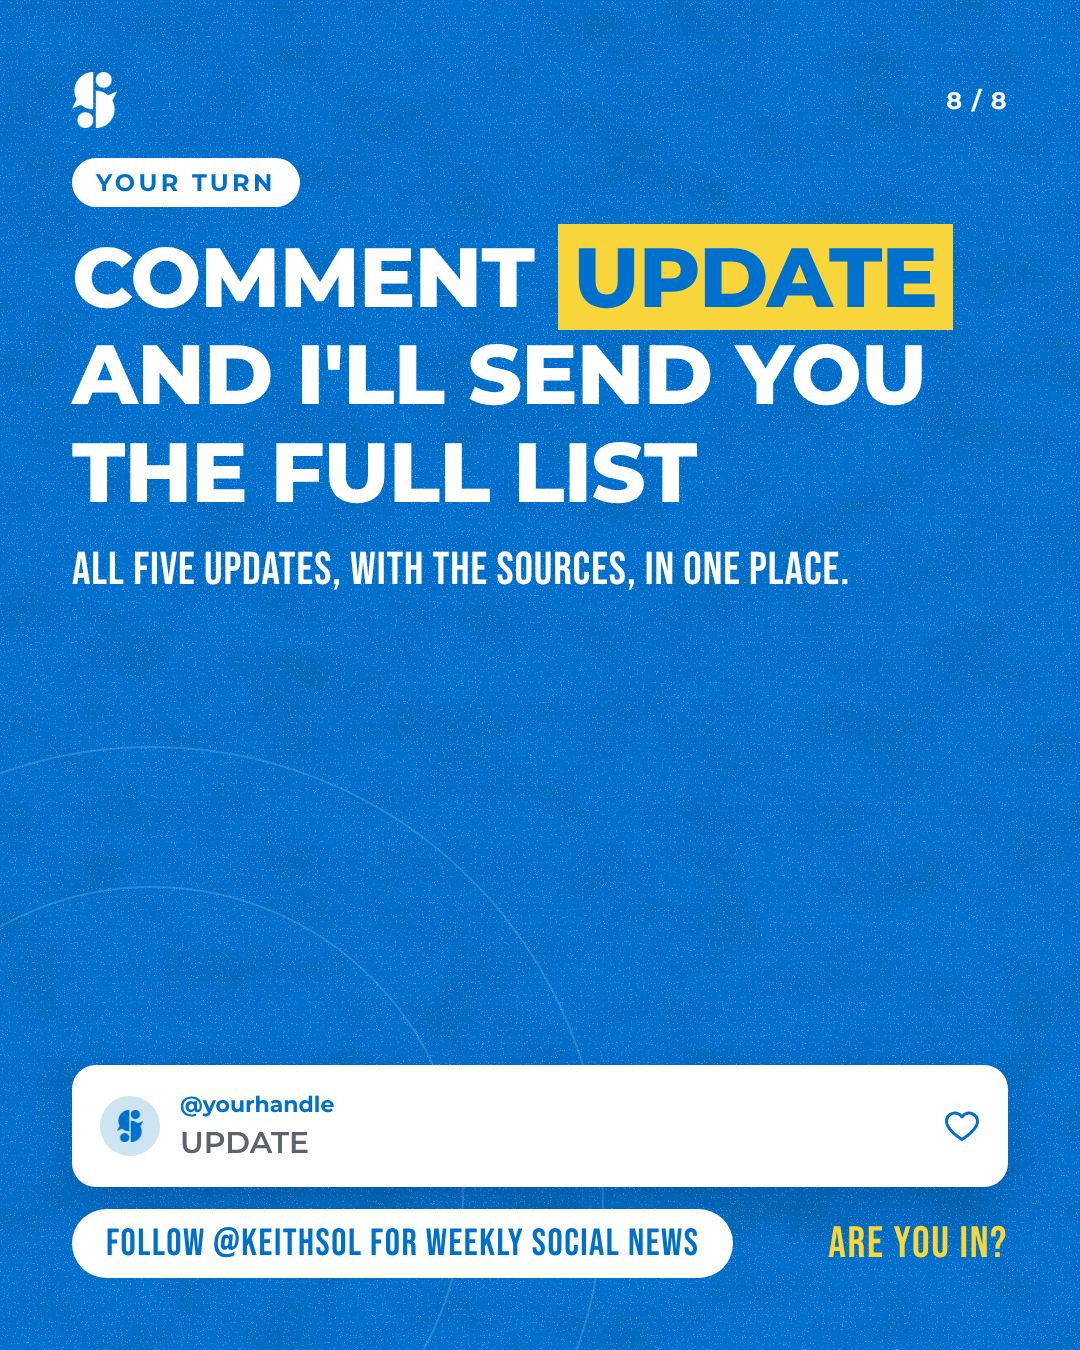 8 / 8
YOUR TURN
COMMENT UPDATE
AND I'LL SEND YOU
THE FULL LIST
ALL FIVE UPDATES, WITH THE SOURCES, IN ONE PLACE.
@yourhandle
UPDATE
FOLLOW @KEITHSOL FOR WEEKLY SOCIAL NEWS
ARE YOU IN?